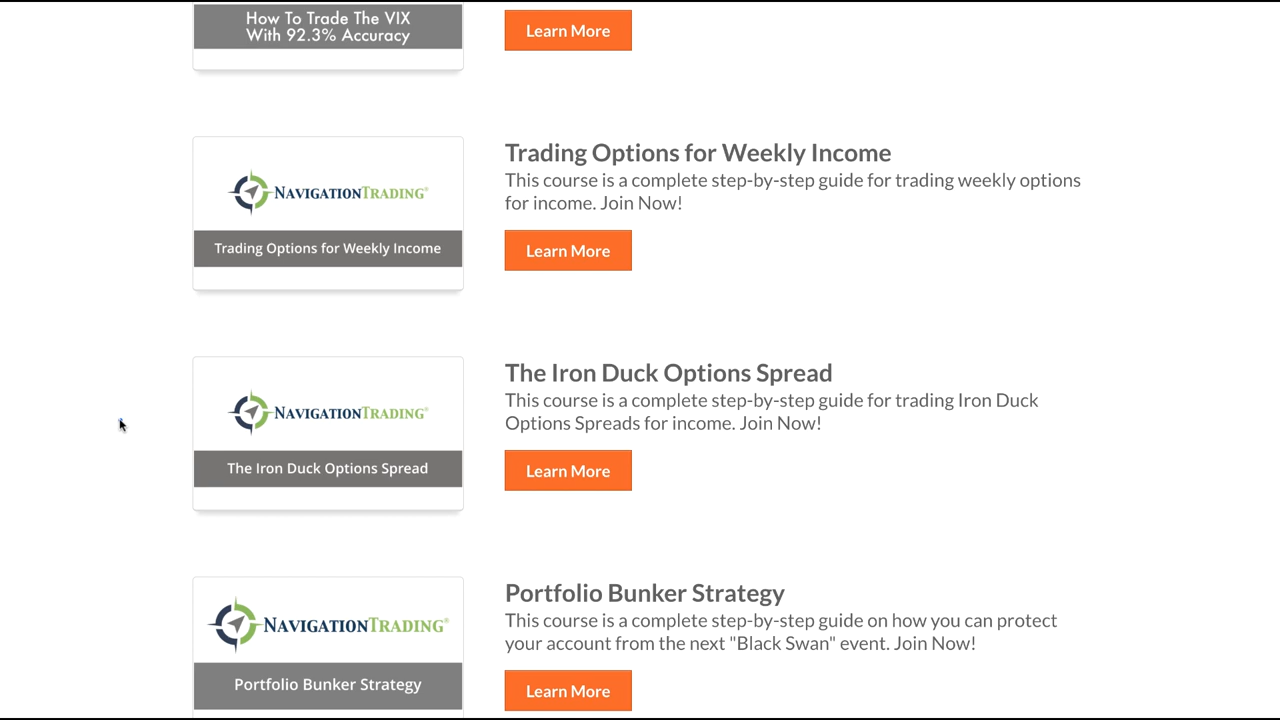 How To Trade The VIX
With 92.3% Accuracy
Learn More
NAVIGATIONTRADING®
Trading Options for Weekly Income
Trading Options for Weekly Income
This course is a complete step-by-step guide for trading weekly options
for income. Join Now!
Learn More
NAVIGATIONTRADING®
The Iron Duck Options Spread
The Iron Duck Options Spread
This course is a complete step-by-step guide for trading Iron Duck
Options Spreads for income. Join Now!
Learn More
NAVIGATIONTRADING®
Portfolio Bunker Strategy
Portfolio Bunker Strategy
This course is a complete step-by-step guide on how you can protect
your account from the next "Black Swan" event. Join Now!
Learn More